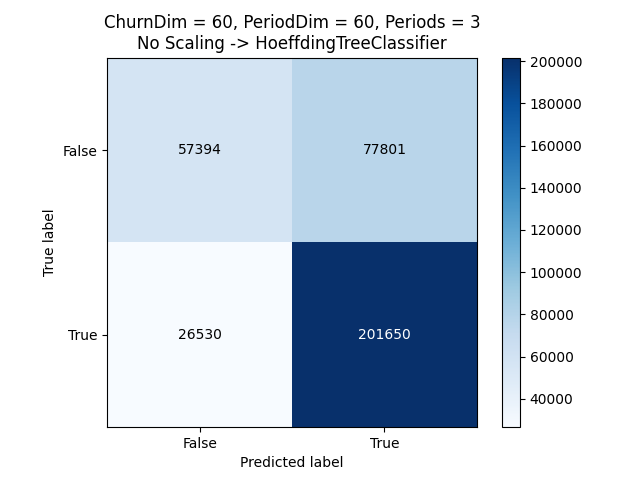 ChurnDim = 60, PeriodDim = 60, Periods = 3
No Scaling -> HoeffdingTreeClassifier
True label
False
True
57394
77801
26530
201650
False
True
Predicted label
200000
180000
160000
140000
120000
100000
80000
60000
40000